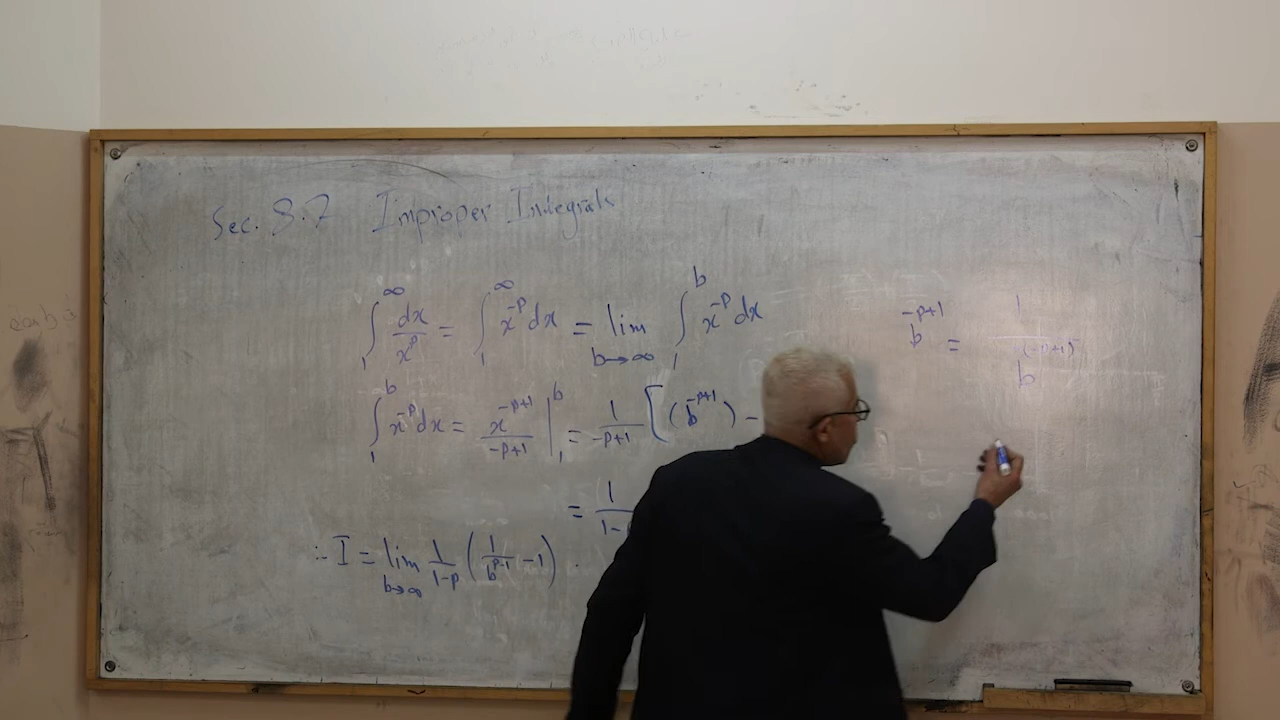 Sec. 8.7 Improper Integrals
∫₁^∞ dx/x^p = ∫₁^∞ x^{-p} dx = lim_{b→∞} ∫₁^b x^{-p} dx
∫₁^b x^{-p} dx = x^{-p+1}/(-p+1) |₁^b = 1/(-p+1) [(b^{-p+1}) -
= 1/1-
∴ I = lim_{b→∞} 1/(1-p) (1/b^{p-1} - 1) .
b^{-p+1} = 1/b^{-(-p+1)}